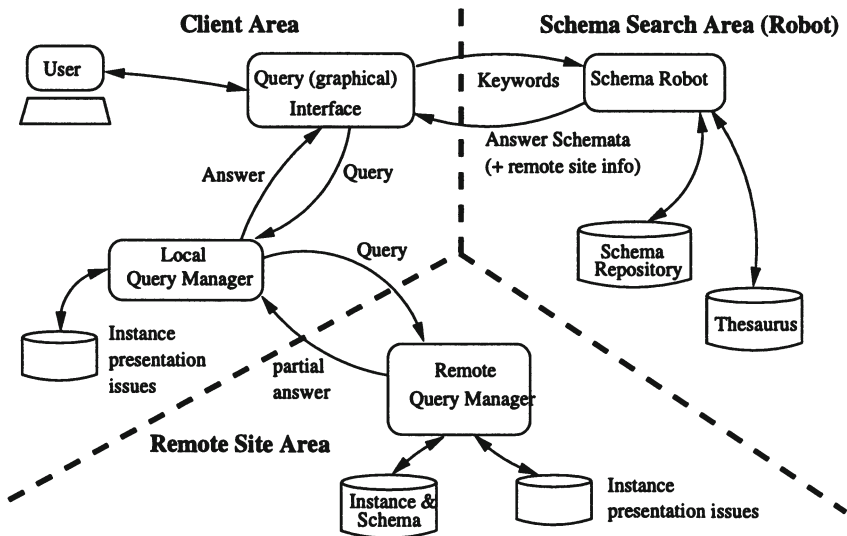 Client Area
Schema Search Area (Robot)
User
Query (graphical)
Interface
Keywords
Schema Robot
Answer Schemata
(+ remote site info)
Answer
Query
Schema
Repository
Thesaurus
Local
Query Manager
Query
Instance
presentation
issues
partial
answer
Remote
Query Manager
Remote Site Area
Instance &
Schema
Instance
presentation issues